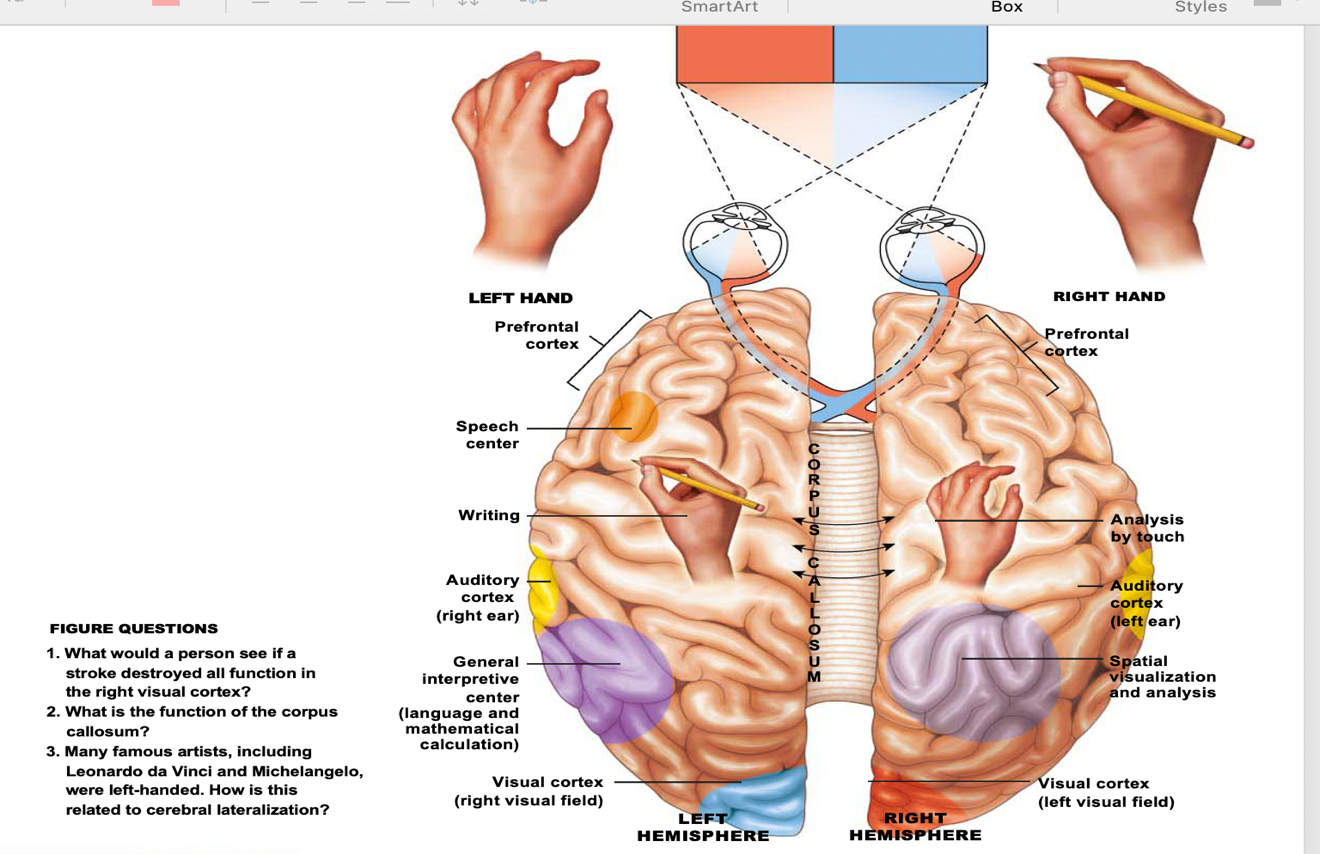 SmartArt
Box
Styles
LEFT HAND
RIGHT HAND
Prefrontal
cortex
Prefrontal
cortex
Speech
center
Writing
Auditory
cortex
(right ear)
General
interpretive
center
(language and
mathematical
calculation)
Visual cortex
(right visual field)
CORPUS CALLOSUM
Analysis
by touch
Auditory
cortex
(left ear)
Spatial
visualization
and analysis
Visual cortex
(left visual field)
LEFT
HEMISPHERE
RIGHT
HEMISPHERE
FIGURE QUESTIONS
1. What would a person see if a
stroke destroyed all function in
the right visual cortex?
2. What is the function of the corpus
callosum?
3. Many famous artists, including
Leonardo da Vinci and Michelangelo,
were left-handed. How is this
related to cerebral lateralization?